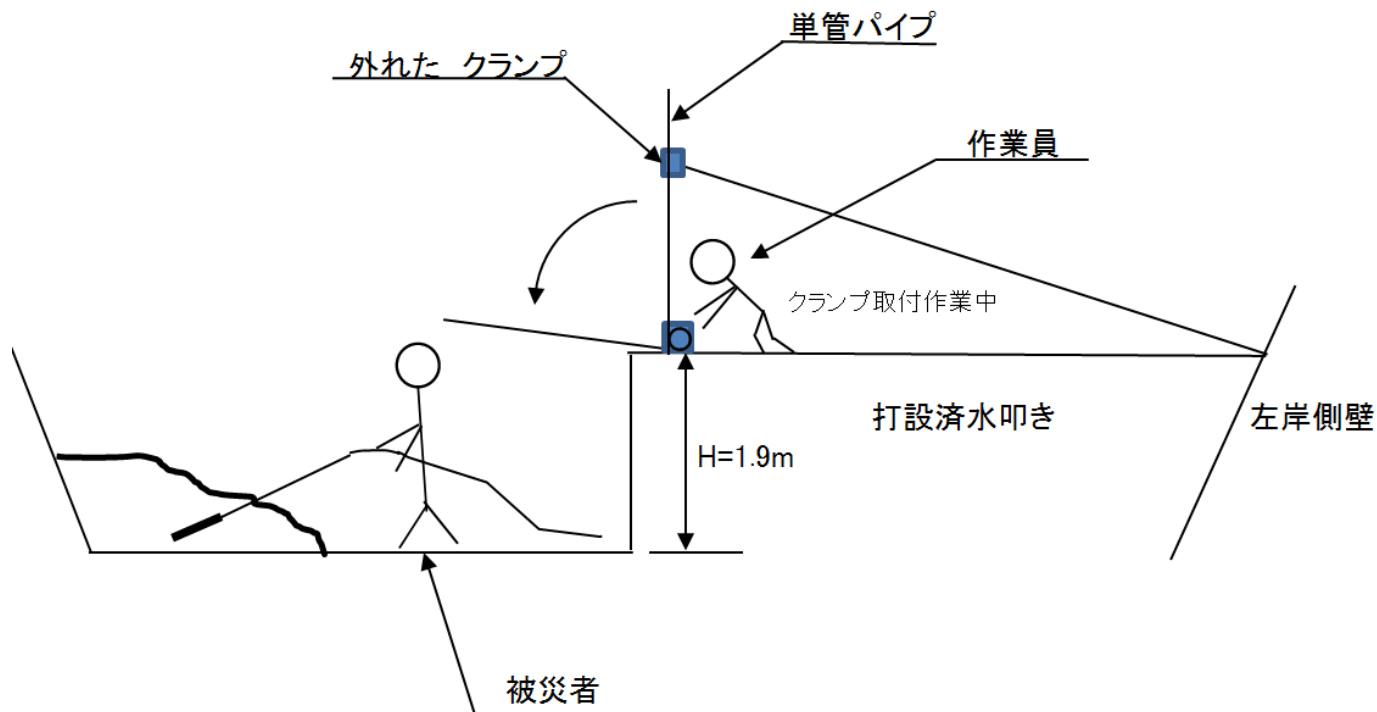 単管パイプ
外れた クランプ
作業員
クランプ取付作業中
打設済水叩き
左岸側壁
H=1.9m
被災者